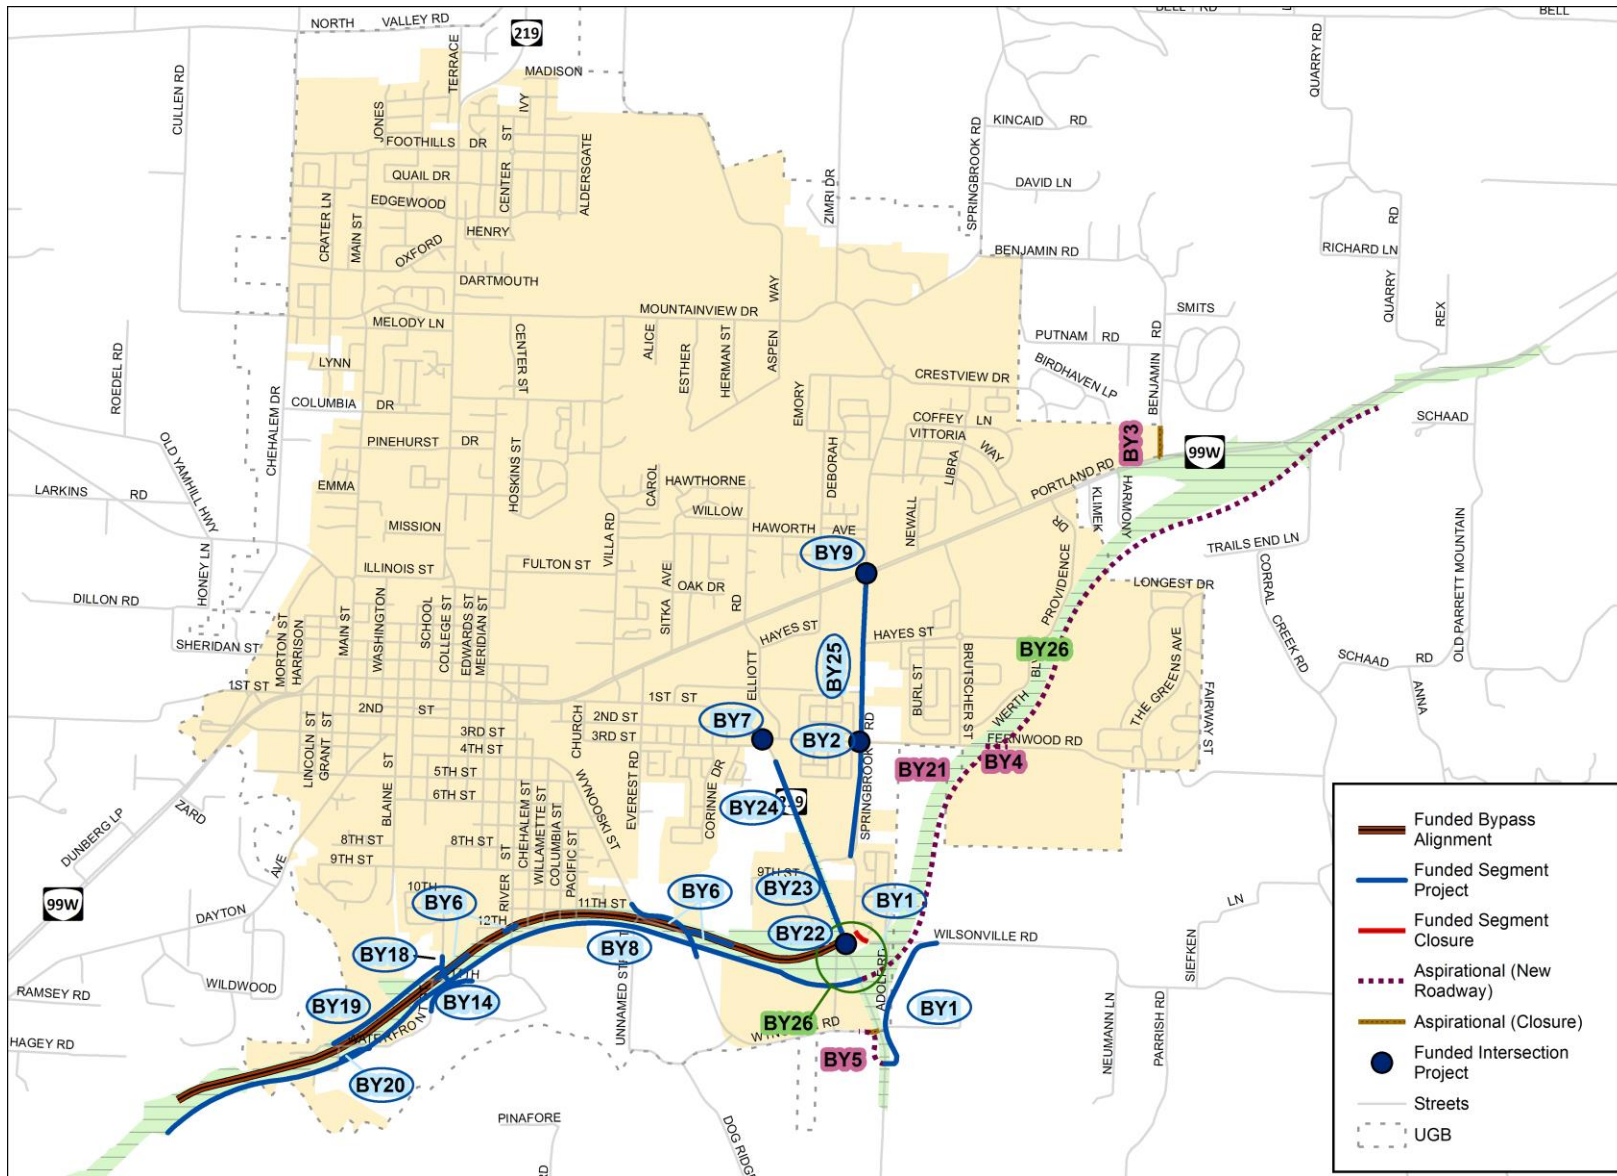 NORTH VALLEY RD
219
BELL RD
BELL
CULLEN RD
TERRACE
MADISON
IVY
JONES
FOOTHILLS DR
CENTER ST
ALDERSGATE
QUAIL DR
EDGEWOOD
HENRY
CRATER LN
MAIN ST
OXFORD
DARTMOUTH
ZIMRI DR
SPRINGBROOK RD
KINCAID RD
DAVID LN
BENJAMIN RD
QUARRY RD
RICHARD LN
QUARRY RD
REX
SMITS
PUTNAM RD
BENJAMIN RD
BIRDHAVEN LP
CRESTVIEW DR
MOUNTAINVIEW DR
MELODY LN
LYNN
CENTER ST
ALICE
ESTHER
HERMAN ST
ASPEN WAY
EMORY
ROEDEL RD
CHEHALEM DR
COLUMBIA DR
PINEHURST DR
HOSKINS ST
COFFEY LN
VITTORIA WAY
LIBRA
DEBORAH
SCHAAD
BY3
99W
PORTLAND RD
OLD YAMHILL HWY
LARKINS RD
EMMA
MISSION
CAROL
HAWTHORNE
WILLOW
HAWORTH AVE
NEWALL
KLIMEK
HARMONY
VILLA RD
TRAILS END LN
CORRAL CREEK RD
OLD PARRETT MOUNTAIN
HONEY LN
ILLINOIS ST
FULTON ST
BY9
SITKA AVE
OAK DR
RD
PROVIDENCE DR
LONGEST DR
DILLON RD
SHERIDAN ST
MORTON ST
HARRISON
MAIN ST
WASHINGTON
SCHOOL
COLLEGE ST
EDWARDS ST
MERIDIAN ST
HAYES ST
HAYES ST
ELLIOTT
BY25
BURL ST
BRUTSCHER ST
BY26
WERTH BLV
THE GREENS AVE
FAIRWAY ST
SCHAAD RD
ANNA
1ST ST
2ND ST
3RD ST
4TH ST
5TH ST
6TH ST
1ST ST
2ND ST
3RD ST
CHURCH
LINCOLN ST
GRANT ST
BLAINE ST
BY7
BY2
SPRINGBROOK RD
FERNWOOD RD
BY21
BY4
WYNOOSKI ST
EVEREST RD
CORINNE DR
BY24
219
ZARD
DUNBERG LP
8TH ST
8TH ST
9TH ST
9TH ST
10TH
RIVER ST
CHEHALEM ST
WILLAMETTE ST
COLUMBIA ST
PACIFIC ST
11TH ST
12TH
99W
DAYTON AVE
BY6
BY6
BY23
BY1
BY22
WILSONVILLE RD
SIEFKEN LN
BY18
BY8
BY14
14TH
UNNAMED ST
ADOLF RD
BY1
WILDWOOD
RAMSEY RD
BY19
WATERFRONT
BY26
BY5
NEUMANN LN
PARRISH RD
HAGEY RD
BY20
PINAFORE
RD
Funded Bypass
Alignment
Funded Segment
Project
Funded Segment
Closure
Aspirational (New
Roadway)
Aspirational (Closure)
Funded Intersection
Project
Streets
UGB